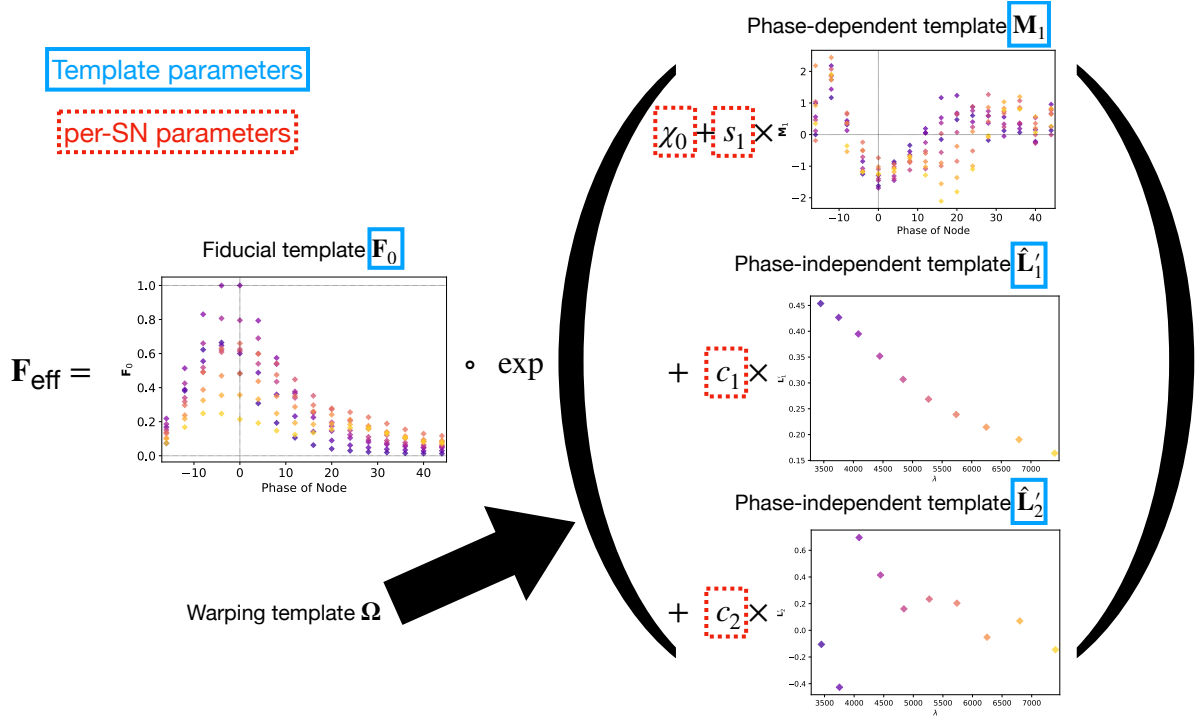 Template parameters
per-SN parameters
Phase-dependent template M₁
χ₀ + s₁ ×
M₁
2
1
0
−1
−2
−10 0 10 20 30 40
Phase of Node
Fiducial template F₀
F_eff =
F₀
1.0
0.8
0.6
0.4
0.2
0.0
−10 0 10 20 30 40
Phase of Node
∘ exp
Phase-independent template L̂′₁
+ c₁ ×
L′₁
0.45
0.40
0.35
0.30
0.25
0.20
0.15
3500 4000 4500 5000 5500 6000 6500 7000
λ
Phase-independent template L̂′₂
+ c₂ ×
L′₂
0.6
0.4
0.2
0.0
−0.2
−0.4
3500 4000 4500 5000 5500 6000 6500 7000
λ
Warping template Ω